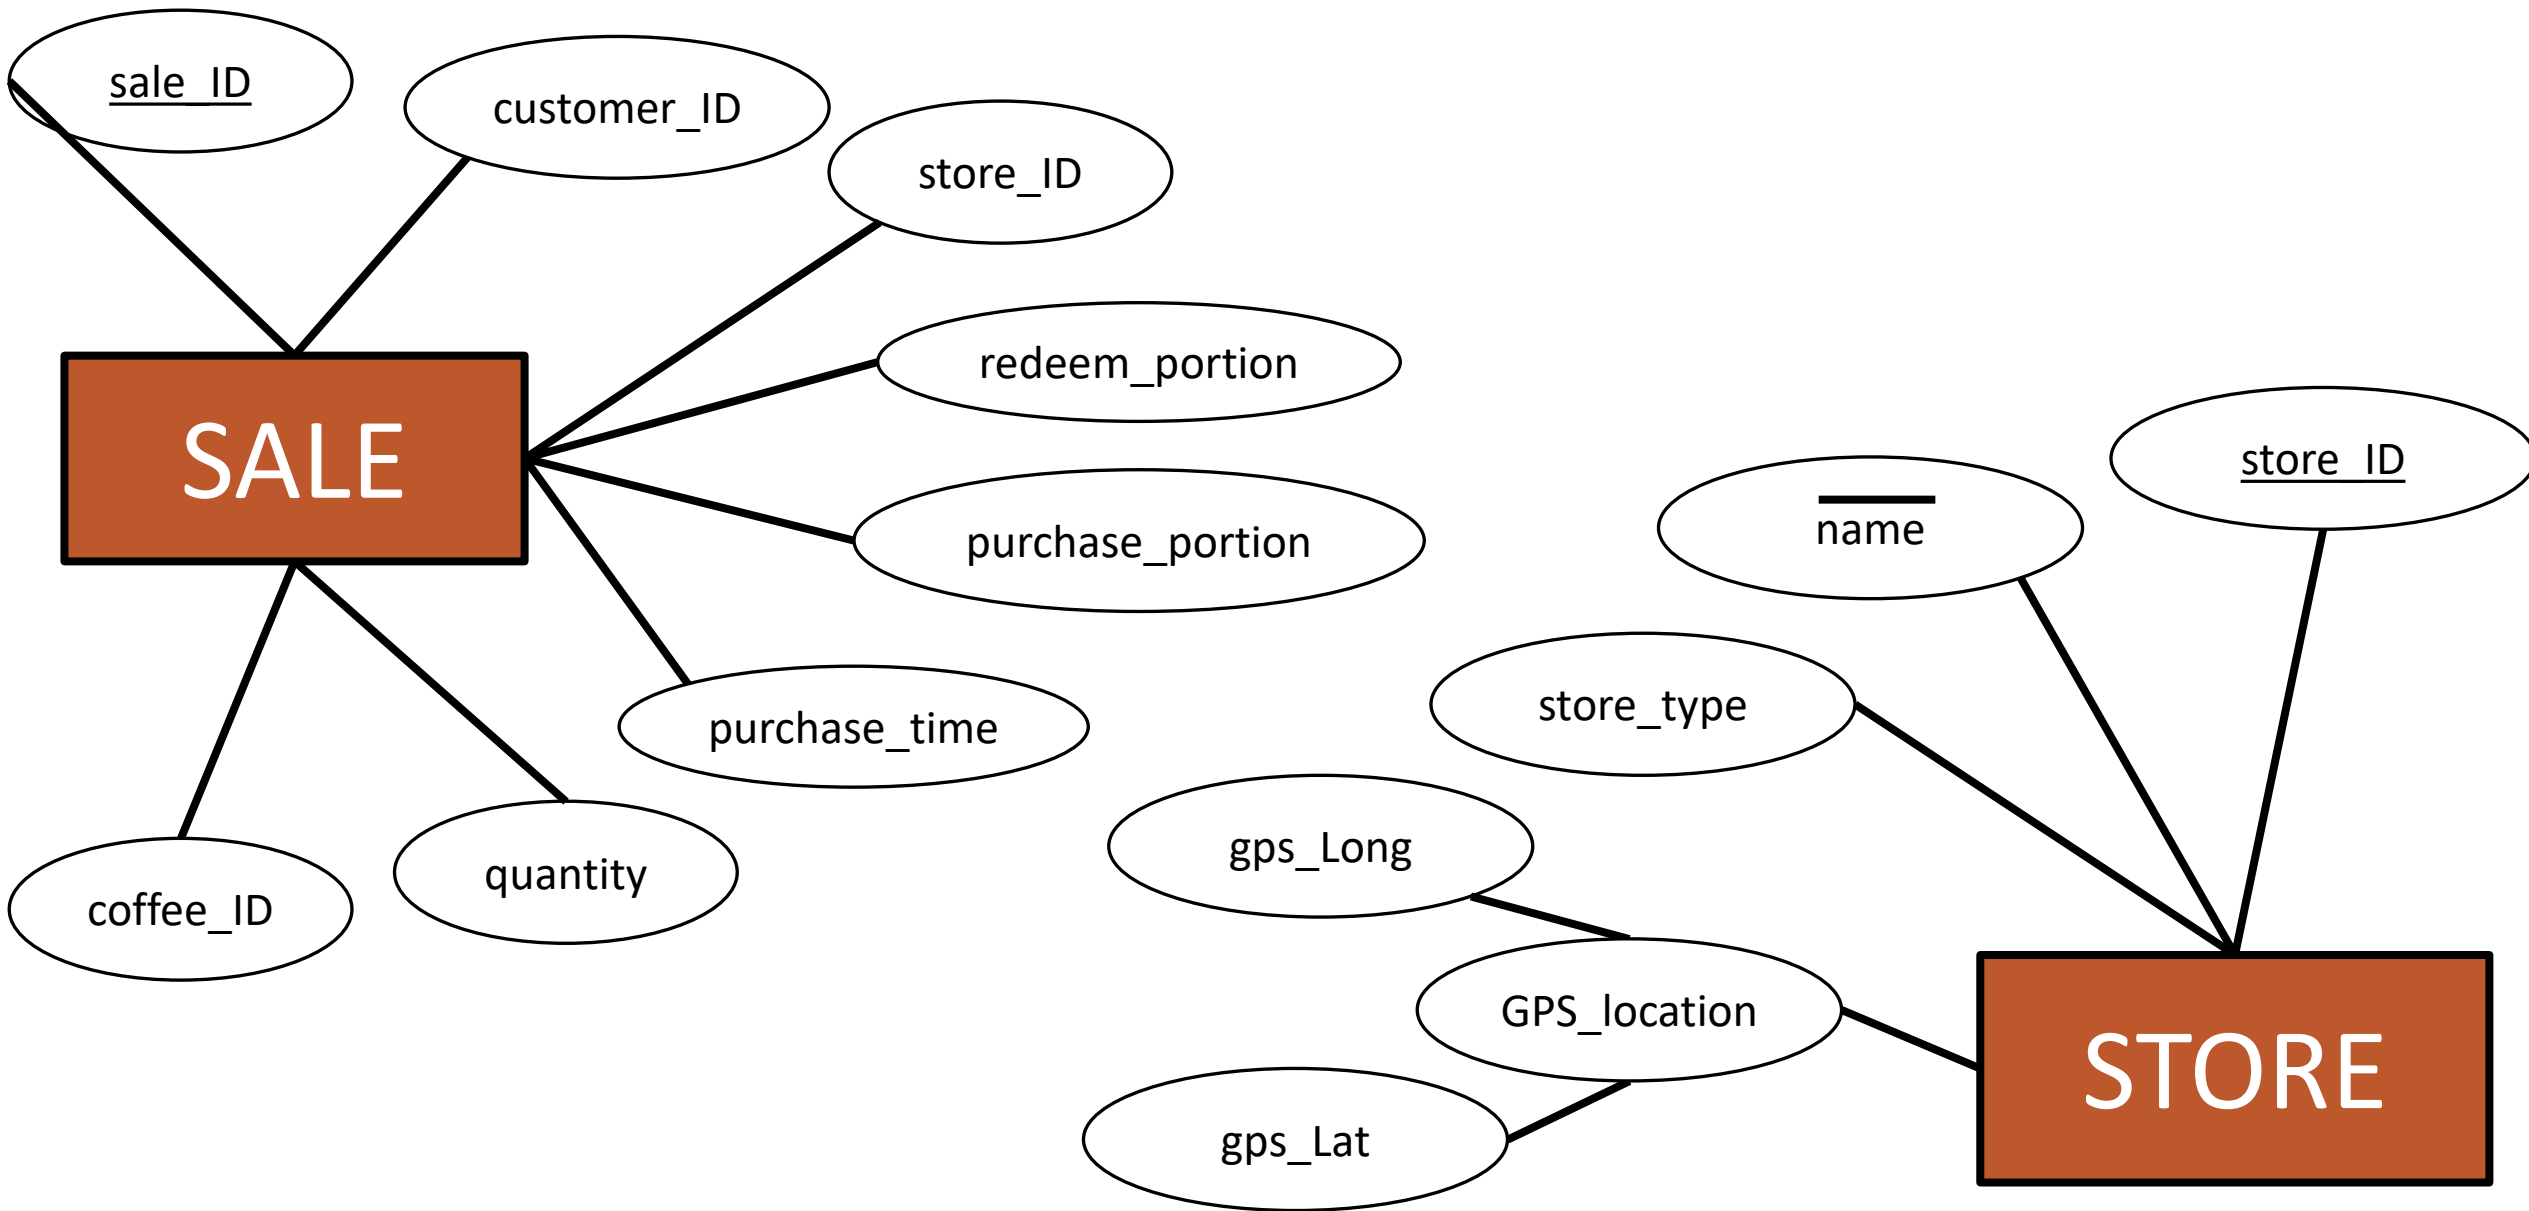 sale_ID
customer_ID
store_ID
redeem_portion
SALE
purchase_portion
purchase_time
coffee_ID
quantity
store_ID
name
store_type
gps_Long
GPS_location
gps_Lat
STORE